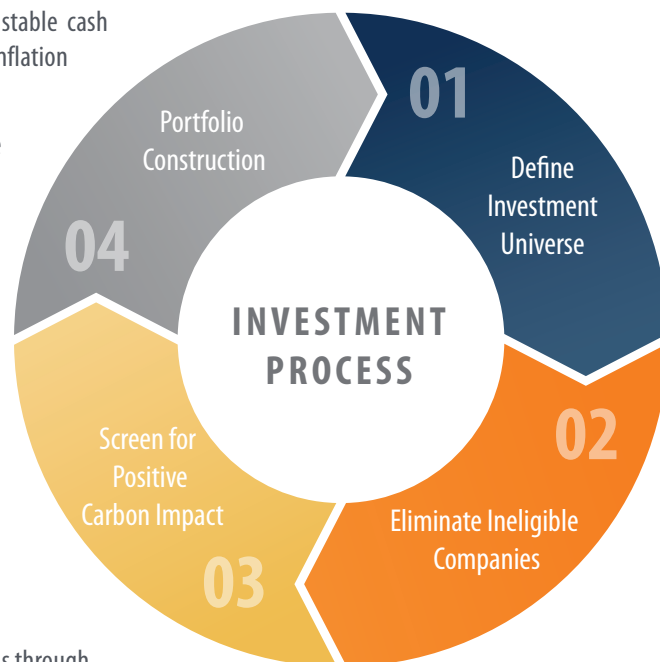 stable cash
nflation
01
Define
Investment
Universe
02
Eliminate Ineligible
Companies
03
Screen for
Positive
Carbon Impact
04
Portfolio
Construction
INVESTMENT
PROCESS
s through